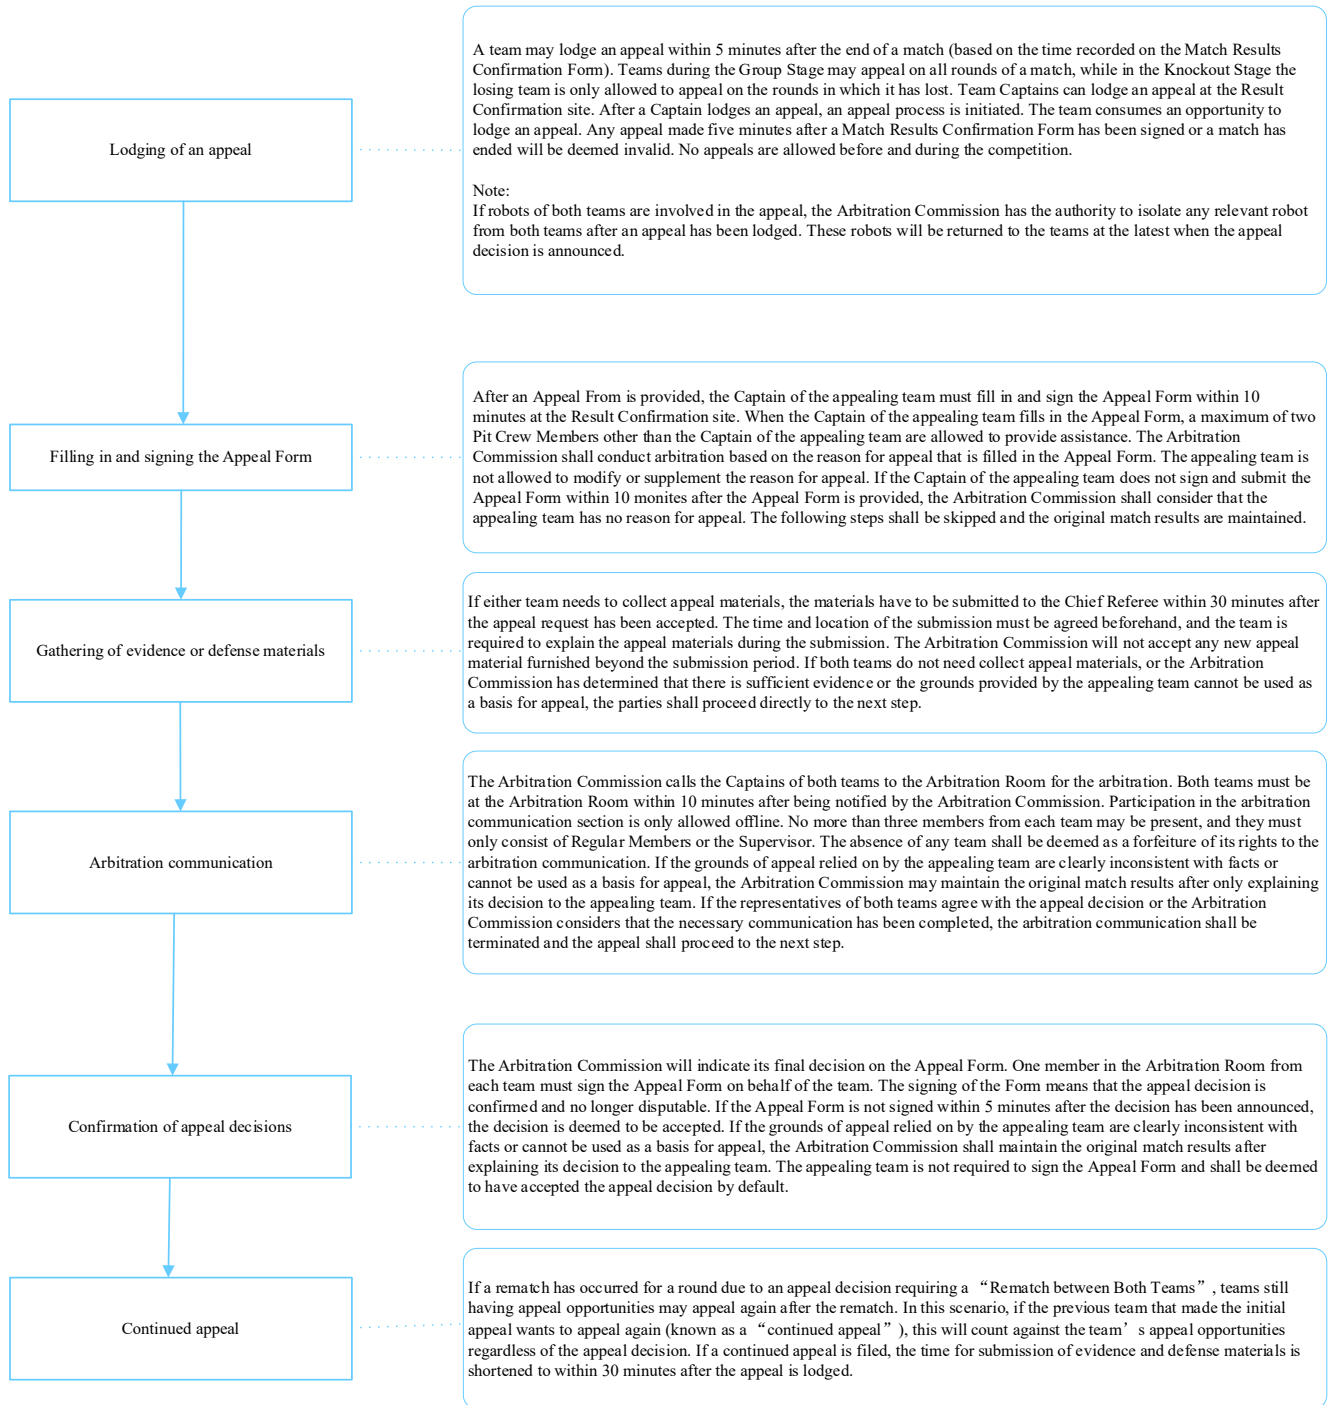 Lodging of an appeal
A team may lodge an appeal within 5 minutes after the end of a match (based on the time recorded on the Match Results
Confirmation Form). Teams during the Group Stage may appeal on all rounds of a match, while in the Knockout Stage the
losing team is only allowed to appeal on the rounds in which it has lost. Team Captains can lodge an appeal at the Result
Confirmation site. After a Captain lodges an appeal, an appeal process is initiated. The team consumes an opportunity to
lodge an appeal. Any appeal made five minutes after a Match Results Confirmation Form has been signed or a match has
ended will be deemed invalid. No appeals are allowed before and during the competition.
Note:
If robots of both teams are involved in the appeal, the Arbitration Commission has the authority to isolate any relevant robot
from both teams after an appeal has been lodged. These robots will be returned to the teams at the latest when the appeal
decision is announced.
Filling in and signing the Appeal Form
After an Appeal From is provided, the Captain of the appealing team must fill in and sign the Appeal Form within 10
minutes at the Result Confirmation site. When the Captain of the appealing team fills in the Appeal Form, a maximum of two
Pit Crew Members other than the Captain of the appealing team are allowed to provide assistance. The Arbitration
Commission shall conduct arbitration based on the reason for appeal that is filled in the Appeal Form. The appealing team is
not allowed to modify or supplement the reason for appeal. If the Captain of the appealing team does not sign and submit the
Appeal Form within 10 monites after the Appeal Form is provided, the Arbitration Commission shall consider that the
appealing team has no reason for appeal. The following steps shall be skipped and the original match results are maintained.
Gathering of evidence or defense materials
If either team needs to collect appeal materials, the materials have to be submitted to the Chief Referee within 30 minutes after
the appeal request has been accepted. The time and location of the submission must be agreed beforehand, and the team is
required to explain the appeal materials during the submission. The Arbitration Commission will not accept any new appeal
material furnished beyond the submission period. If both teams do not need collect appeal materials, or the Arbitration
Commission has determined that there is sufficient evidence or the grounds provided by the appealing team cannot be used as
a basis for appeal, the parties shall proceed directly to the next step.
Arbitration communication
The Arbitration Commission calls the Captains of both teams to the Arbitration Room for the arbitration. Both teams must be
at the Arbitration Room within 10 minutes after being notified by the Arbitration Commission. Participation in the arbitration
communication section is only allowed offline. No more than three members from each team may be present, and they must
only consist of Regular Members or the Supervisor. The absence of any team shall be deemed as a forfeiture of its rights to the
arbitration communication. If the grounds of appeal relied on by the appealing team are clearly inconsistent with facts or
cannot be used as a basis for appeal, the Arbitration Commission may maintain the original match results after only explaining
its decision to the appealing team. If the representatives of both teams agree with the appeal decision or the Arbitration
Commission considers that the necessary communication has been completed, the arbitration communication shall be
terminated and the appeal shall proceed to the next step.
Confirmation of appeal decisions
The Arbitration Commission will indicate its final decision on the Appeal Form. One member in the Arbitration Room from
each team must sign the Appeal Form on behalf of the team. The signing of the Form means that the appeal decision is
confirmed and no longer disputable. If the Appeal Form is not signed within 5 minutes after the decision has been announced,
the decision is deemed to be accepted. If the grounds of appeal relied on by the appealing team are clearly inconsistent with
facts or cannot be used as a basis for appeal, the Arbitration Commission shall maintain the original match results after
explaining its decision to the appealing team. The appealing team is not required to sign the Appeal Form and shall be deemed
to have accepted the appeal decision by default.
Continued appeal
If a rematch has occurred for a round due to an appeal decision requiring a “Rematch between Both Teams”, teams still
having appeal opportunities may appeal again after the rematch. In this scenario, if the previous team that made the initial
appeal wants to appeal again (known as a “continued appeal”), this will count against the team’s appeal opportunities
regardless of the appeal decision. If a continued appeal is filed, the time for submission of evidence and defense materials is
shortened to within 30 minutes after the appeal is lodged.